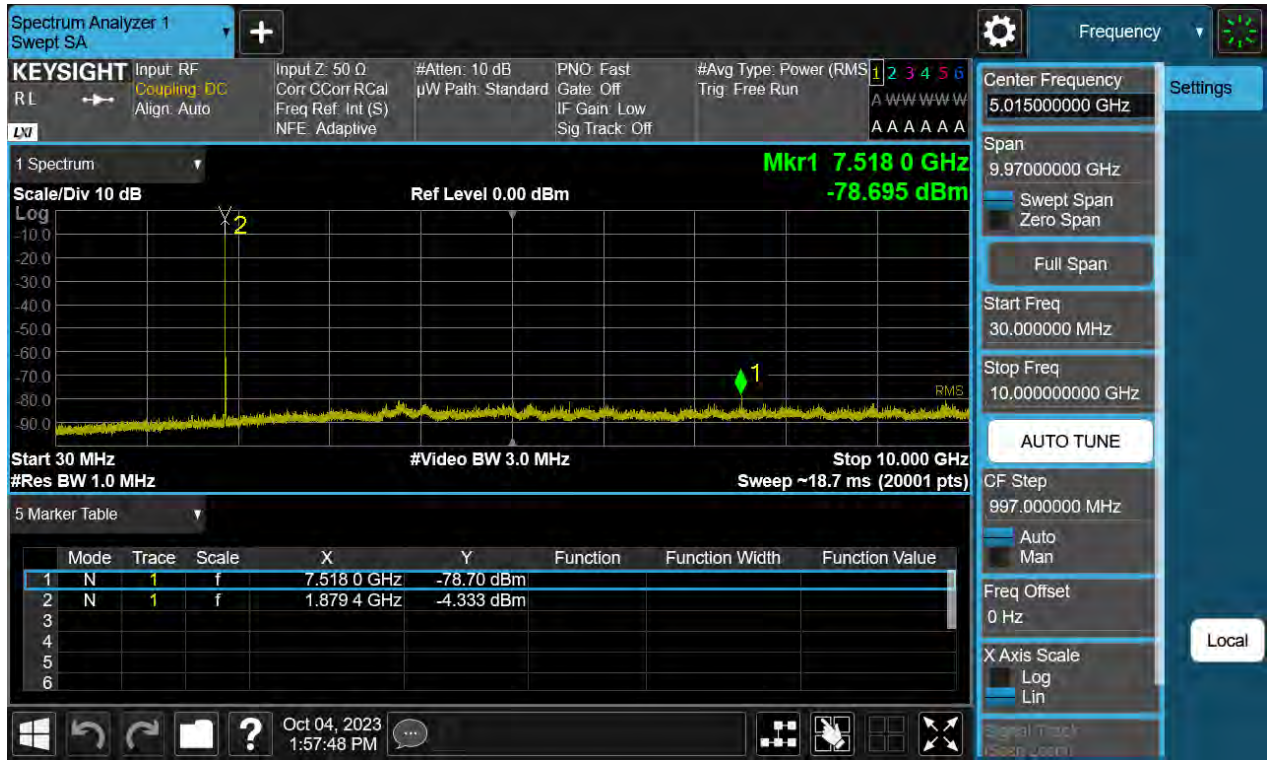 Spectrum Analyzer 1
Swept SA
+
Frequency
KEYSIGHT
RL
LXI
Input: RF
Coupling: DC
Align: Auto
Input Z: 50 Ω
Corr CCorr RCal
Freq Ref: Int (S)
NFE: Adaptive
#Atten: 10 dB
µW Path: Standard
PNO: Fast
Gate: Off
IF Gain: Low
Sig Track: Off
#Avg Type: Power (RMS
Trig: Free Run
1 2 3 4 5 6
A W W W W W
A A A A A A
1 Spectrum
Mkr1 7.518 0 GHz
-78.695 dBm
Scale/Div 10 dB
Ref Level 0.00 dBm
Log
-10.0
-20.0
-30.0
-40.0
-50.0
-60.0
-70.0
-80.0
-90.0
2
1
RMS
Start 30 MHz
#Video BW 3.0 MHz
Stop 10.000 GHz
#Res BW 1.0 MHz
Sweep ~18.7 ms (20001 pts)
5 Marker Table
Mode Trace Scale X Y Function Function Width Function Value
1 N 1 f 7.518 0 GHz -78.70 dBm
2 N 1 f 1.879 4 GHz -4.333 dBm
3
4
5
6
?
Oct 04, 2023
1:57:48 PM
Center Frequency
5.015000000 GHz
Settings
Span
9.97000000 GHz
Swept Span
Zero Span
Full Span
Start Freq
30.000000 MHz
Stop Freq
10.000000000 GHz
AUTO TUNE
CF Step
997.000000 MHz
Auto
Man
Freq Offset
0 Hz
X Axis Scale
Log
Lin
Local
Signal Track
(Span Zoom)